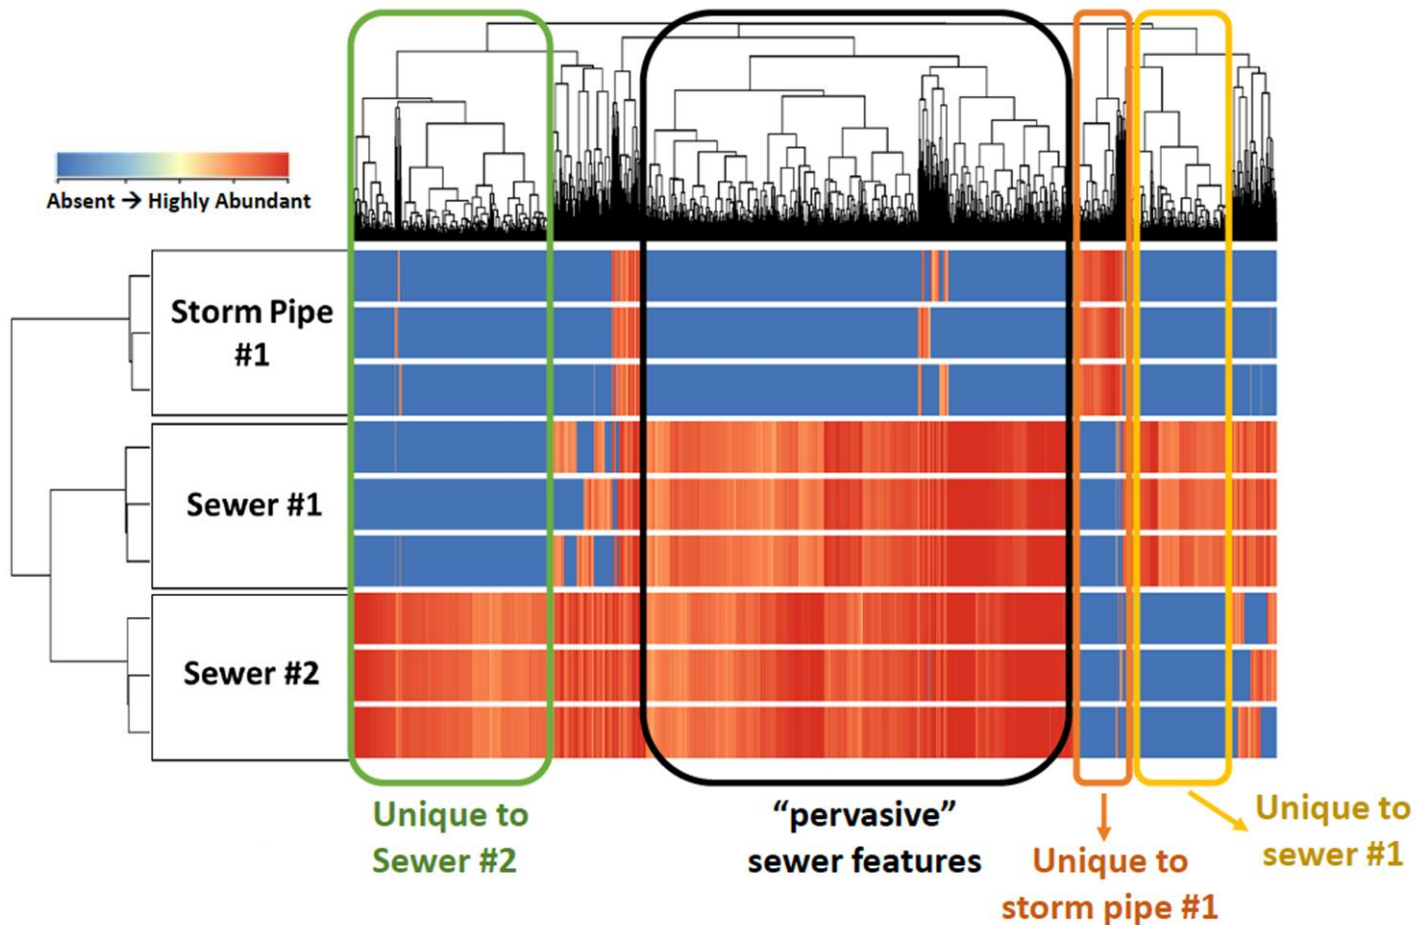 Absent → Highly Abundant
Storm Pipe
#1
Sewer #1
Sewer #2
Unique to
Sewer #2
“pervasive”
sewer features
Unique to
storm pipe #1
Unique to
sewer #1